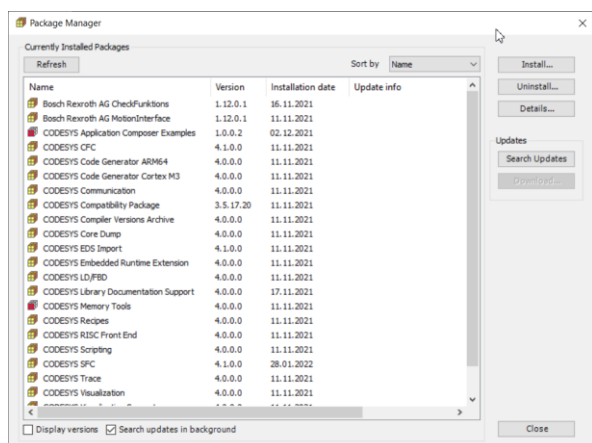 Package Manager
Currently Installed Packages
Refresh
Sort by Name
Install...
Name Version Installation date Update info
Uninstall...
Bosch Rexroth AG CheckFunktions 1.12.0.1 16.11.2021
Details...
Bosch Rexroth AG MotionInterface 1.12.0.1 11.11.2021
CODESYS Application Composer Examples 1.0.0.2 02.12.2021
Updates
CODESYS CFC 4.1.0.0 11.11.2021
Search Updates
CODESYS Code Generator ARM64 4.0.0.0 11.11.2021
CODESYS Code Generator Cortex M3 4.0.0.0 11.11.2021
Download...
CODESYS Communication 4.0.0.0 11.11.2021
CODESYS Compatibility Package 3.5.17.20 11.11.2021
CODESYS Compiler Versions Archive 4.0.0.0 11.11.2021
CODESYS Core Dump 4.0.0.0 11.11.2021
CODESYS EDS Import 4.1.0.0 11.11.2021
CODESYS Embedded Runtime Extension 4.0.0.0 11.11.2021
CODESYS LD/FBD 4.0.0.0 11.11.2021
CODESYS Library Documentation Support 4.0.0.0 17.11.2021
CODESYS Memory Tools 4.0.0.0 11.11.2021
CODESYS Recipes 4.0.0.0 11.11.2021
CODESYS RISC Front End 4.0.0.0 11.11.2021
CODESYS Scripting 4.0.0.0 11.11.2021
CODESYS SFC 4.1.0.0 28.01.2022
CODESYS Trace 4.0.0.0 11.11.2021
CODESYS Visualization 4.0.0.0 11.11.2021
Display versions Search updates in background
Close